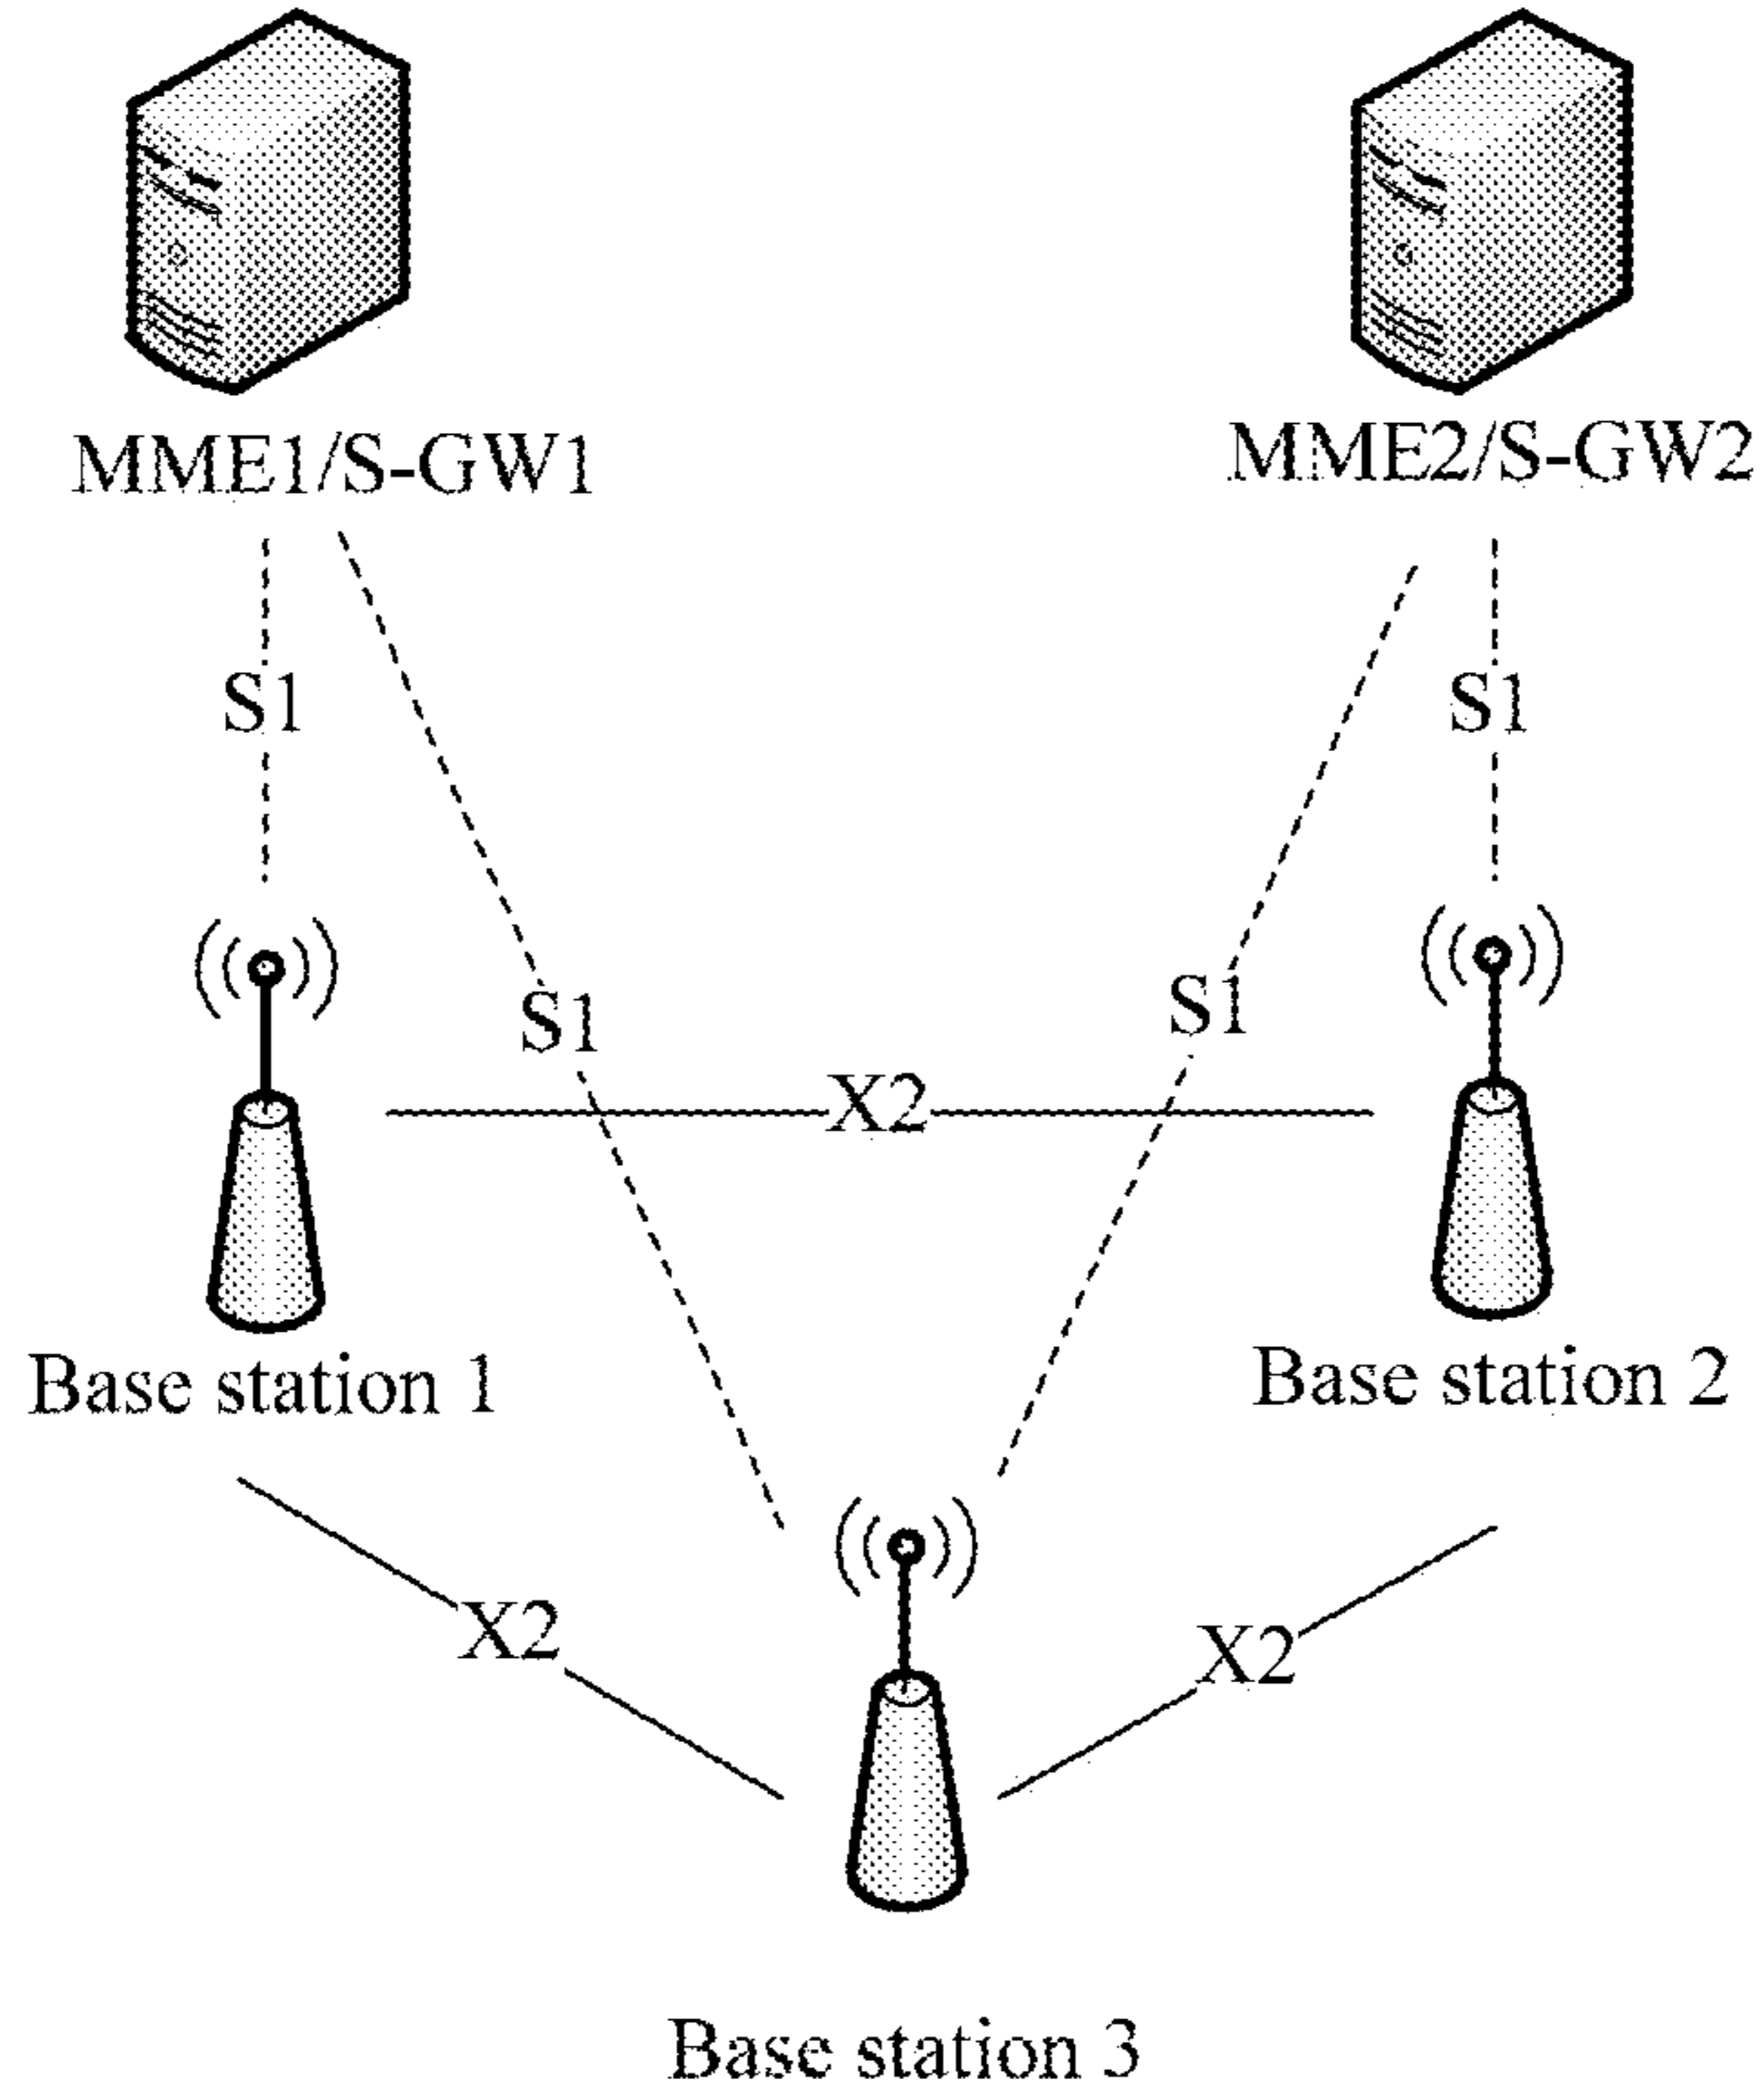 MME1/S-GW1
MME2/S-GW2
S1
S1
S1
S1
X2
Base station 1
Base station 2
X2
X2
Base station 3